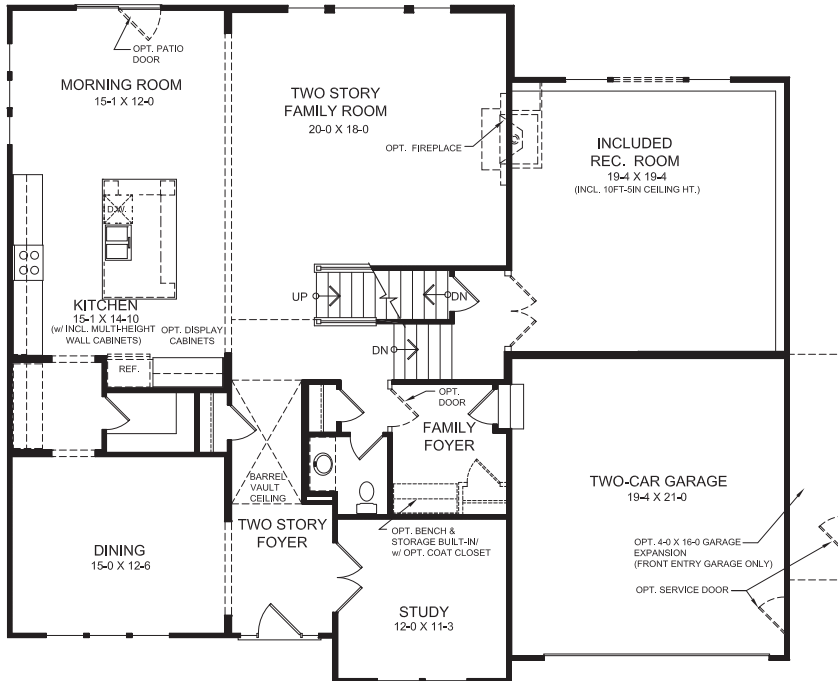 OPT. PATIO
DOOR
MORNING ROOM
15-1 X 12-0
TWO STORY
FAMILY ROOM
20-0 X 18-0
OPT. FIREPLACE
INCLUDED
REC. ROOM
19-4 X 19-4
(INCL. 10FT-5IN CEILING HT.)
D.W.
KITCHEN
15-1 X 14-10
(w/ INCL. MULTI-HEIGHT
WALL CABINETS)
OPT. DISPLAY
CABINETS
REF.
UP
DN
DN
OPT.
DOOR
FAMILY
FOYER
BARREL
VAULT
CEILING
TWO STORY
FOYER
OPT. BENCH &
STORAGE BUILT-IN/
w/ OPT. COAT CLOSET
DINING
15-0 X 12-6
STUDY
12-0 X 11-3
TWO-CAR GARAGE
19-4 X 21-0
OPT. 4-0 X 16-0 GARAGE
EXPANSION
(FRONT ENTRY GARAGE ONLY)
OPT. SERVICE DOOR